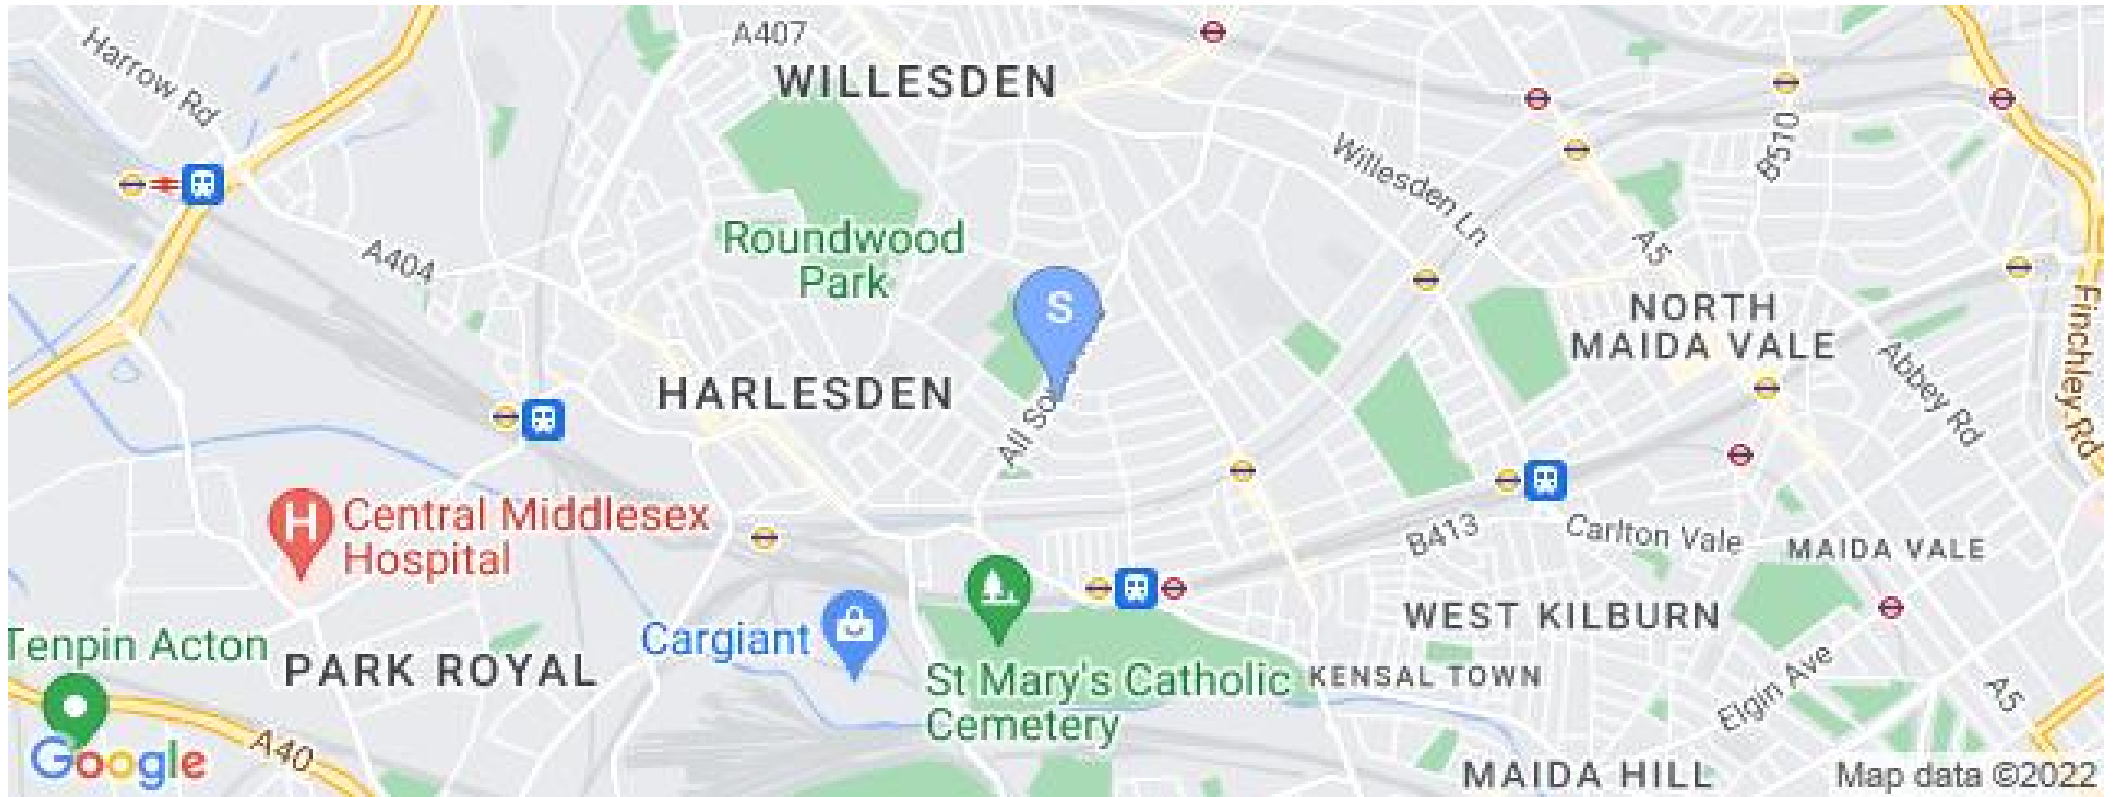 A407
Harrow Rd
WILLESDEN
B510
Willesden Ln
Roundwood
Park
A404
A5
S
NORTH
MAIDA VALE
Finchley Rd
Abbey Rd
HARLESDEN
All So
H
Central Middlesex
Hospital
B413
Carlton Vale
MAIDA VALE
WEST KILBURN
Tenpin Acton
PARK ROYAL
Cargiant
St Mary's Catholic
Cemetery
KENSAL TOWN
Elgin Ave
A5
A40
Google
MAIDA HILL
Map data ©2022